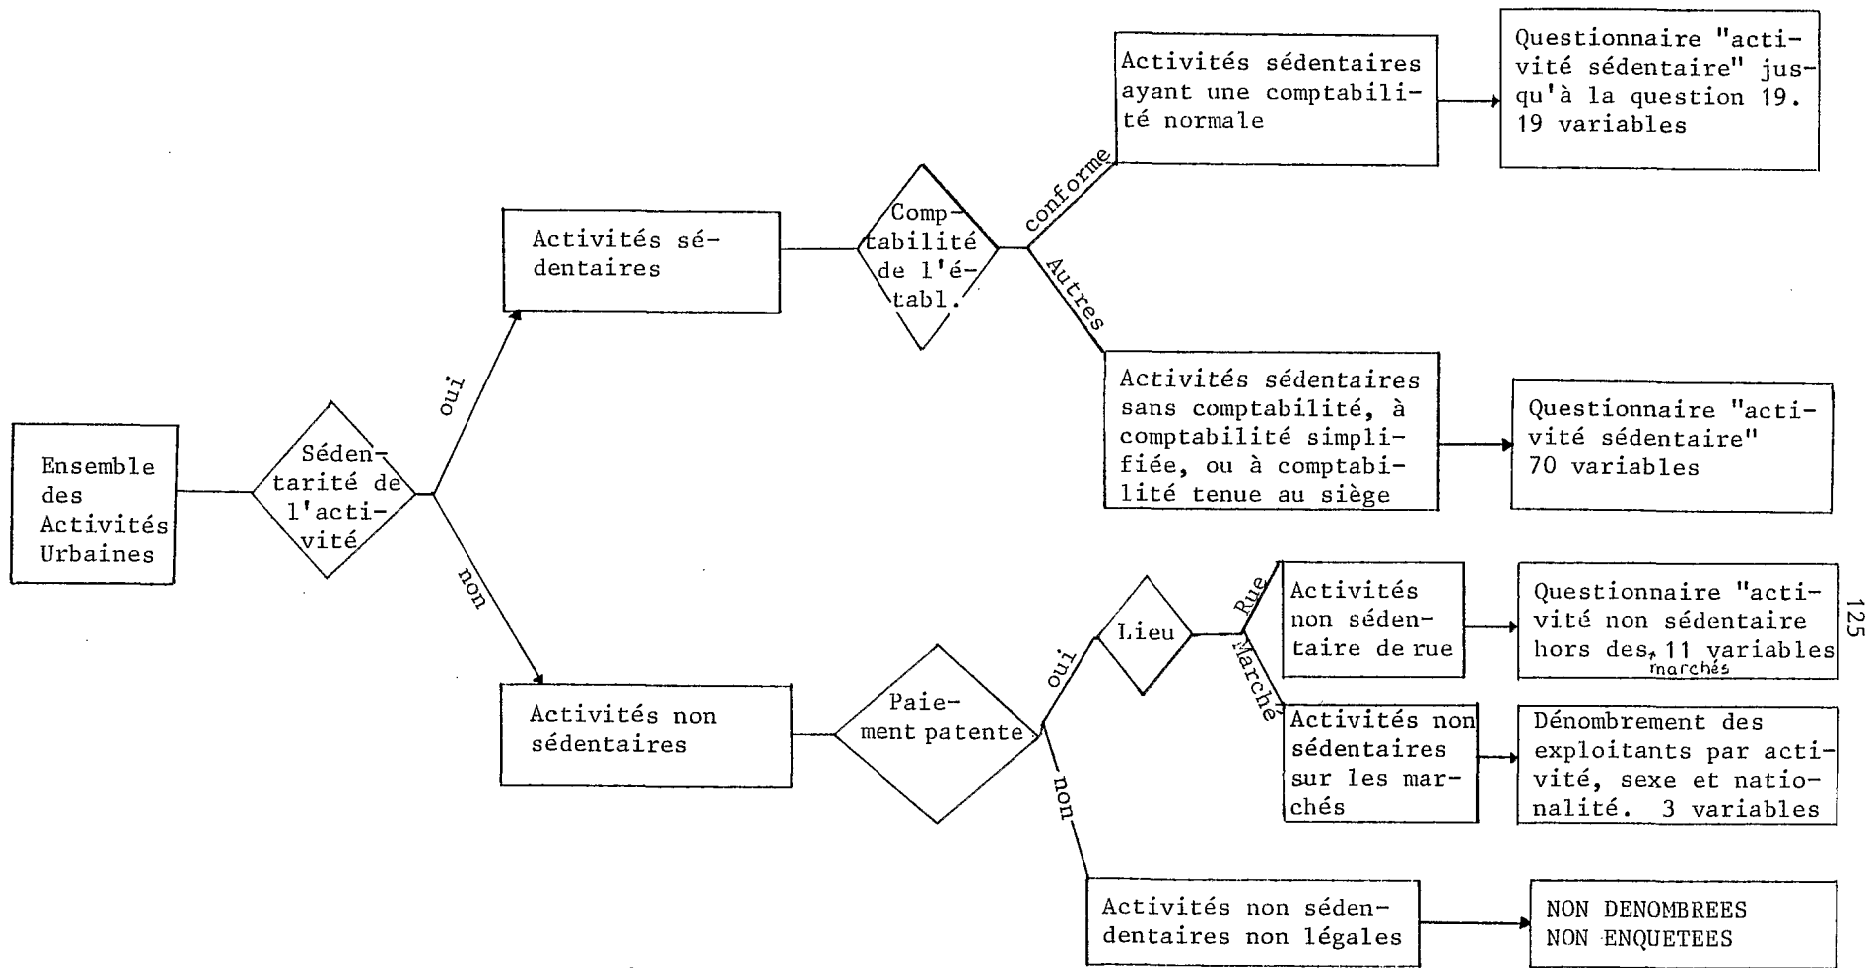 Ensemble
des
Activités
Urbaines
Séden-
tarité de
l'acti-
vité
oui
non
Activités sé-
dentaires
Comp-
tabilité
de l'é-
tabl.
conforme
Autres
Activités sédentaires
ayant une comptabili-
té normale
Questionnaire "acti-
vité sédentaire" jus-
qu'à la question 19.
19 variables
Activités sédentaires
sans comptabilité, à
comptabilité simpli-
fiée, ou à comptabi-
lité tenue au siège
Questionnaire "acti-
vité sédentaire"
70 variables
Activités non
sédentaires
Paie-
ment patente
oui
non
Lieu
Rue
Marché
Activités
non séden-
taire de rue
Questionnaire "acti-
vité non sédentaire
hors des, 11 variables
marchés
Activités non
sédentaires
sur les mar-
chés
Dénombrement des
exploitants par acti-
vité, sexe et natio-
nalité. 3 variables
Activités non séden-
dentaires non légales
NON DENOMBREES
NON ENQUETEES
125